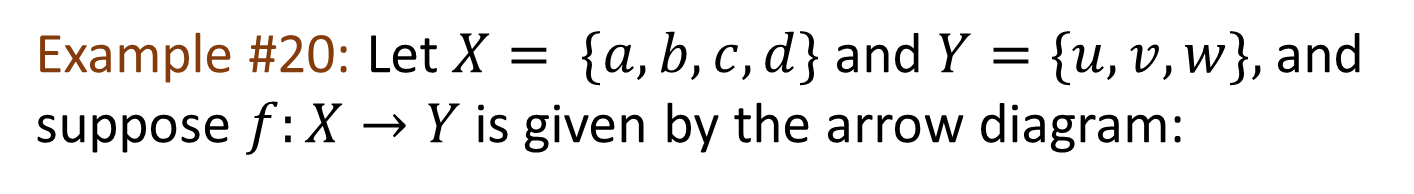 Example #20: Let X = {a, b, c, d} and Y = {u, v, w}, and
suppose f: X → Y is given by the arrow diagram: